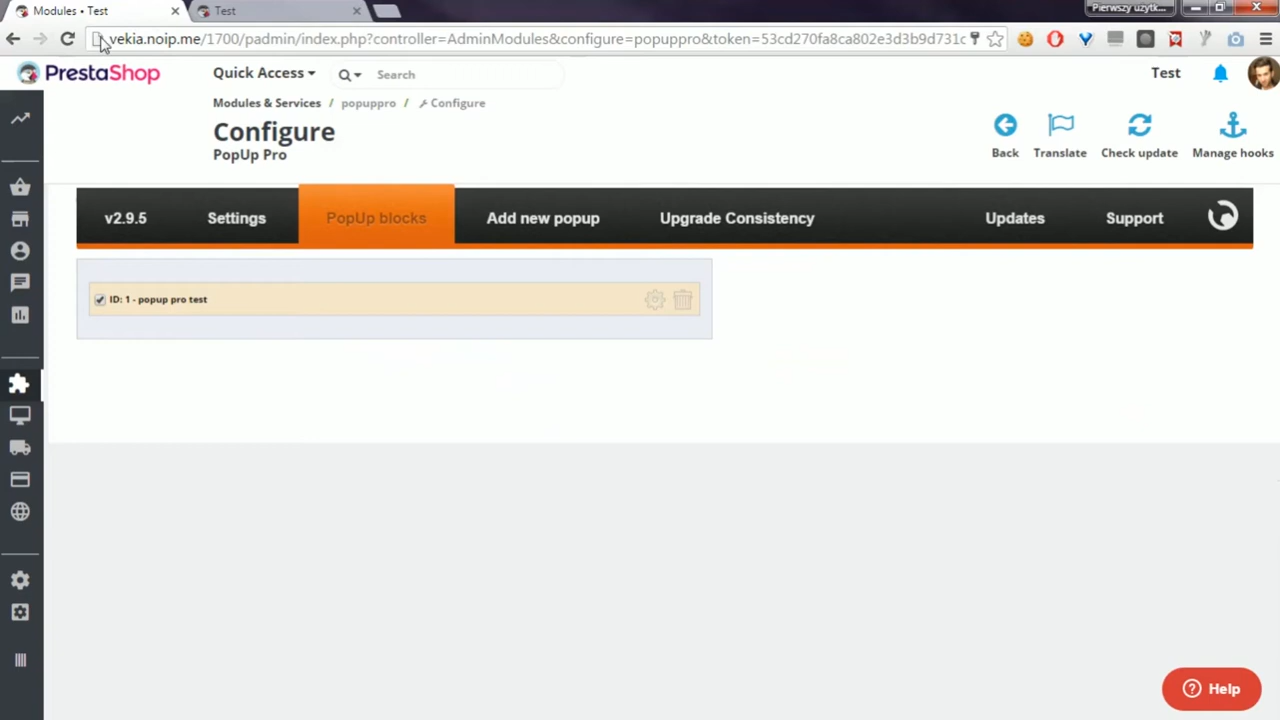 Modules • Test
Test
Pierwszy użytk...
vekia.noip.me/1700/padmin/index.php?controller=AdminModules&configure=popuppro&token=53cd270fa8ca802e3d3b9d731c
PrestaShop
Quick Access
Search
Test
Modules & Services / popuppro / Configure
Configure
PopUp Pro
Back
Translate
Check update
Manage hooks
v2.9.5
Settings
PopUp blocks
Add new popup
Upgrade Consistency
Updates
Support
ID: 1 - popup pro test
Help